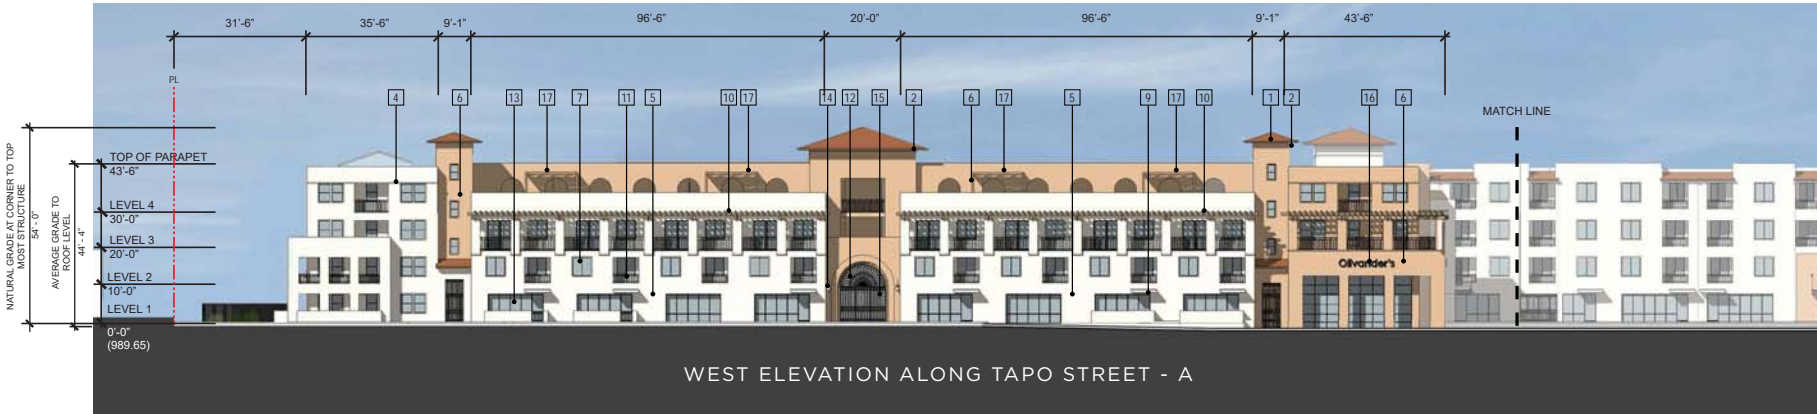 31'-6"
35'-6"
9'-1"
96'-6"
20'-0"
96'-6"
9'-1"
43'-6"
PL
4
6
13
17
7
11
5
10
17
14
12
15
2
6
17
5
9
17
10
1
2
16
6
MATCH LINE
NATURAL GRADE AT CORNER TO TOP
MOST STRUCTURE
54' - 0"
AVERAGE GRADE TO
ROOF LEVEL
44' - 4"
TOP OF PARAPET
43'-6"
LEVEL 4
30'-0"
LEVEL 3
20'-0"
LEVEL 2
10'-0"
LEVEL 1
0'-0"
(989.65)
Olivander's
WEST ELEVATION ALONG TAPO STREET - A